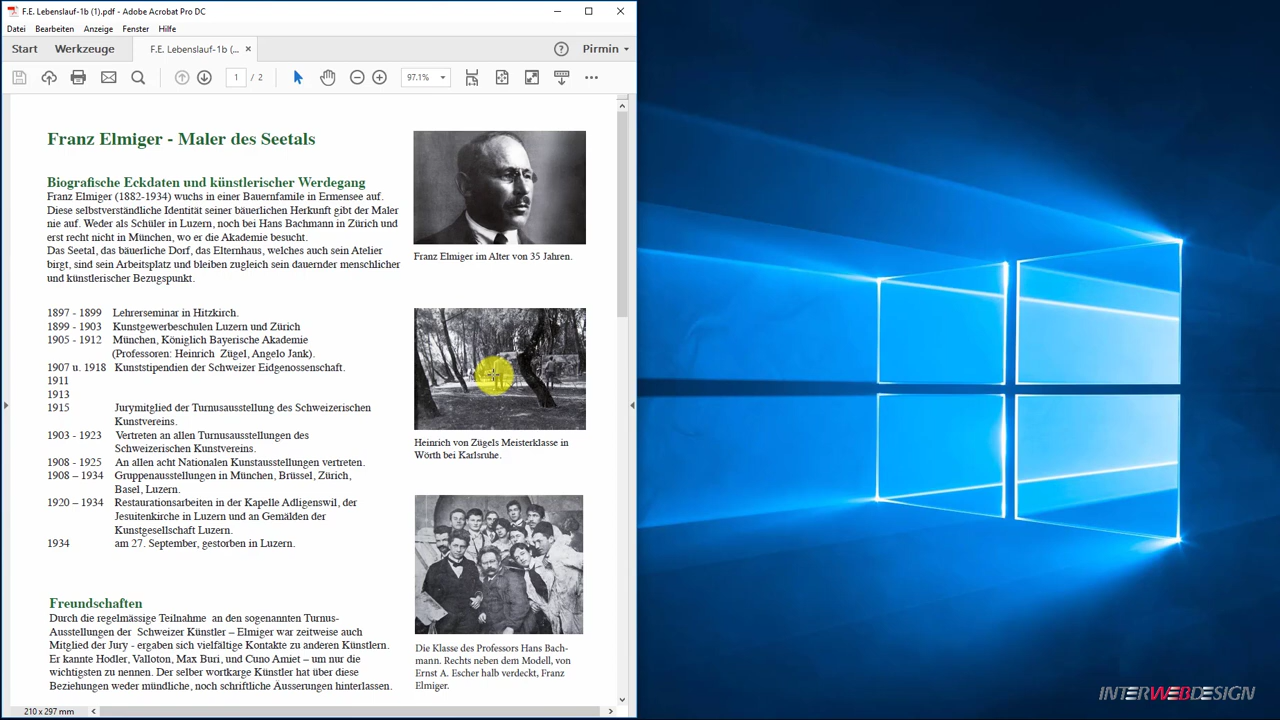 F.E. Lebenslauf-1b (1).pdf - Adobe Acrobat Pro DC
Datei Bearbeiten Anzeige Fenster Hilfe
Start Werkzeuge F.E. Lebenslauf-1b (... × Pirmin
1 / 2 97.1%
Franz Elmiger - Maler des Seetals
Biografische Eckdaten und künstlerischer Werdegang
Franz Elmiger (1882-1934) wuchs in einer Bauernfamile in Ermensee auf.
Diese selbstverständliche Identität seiner bäuerlichen Herkunft gibt der Maler
nie auf. Weder als Schüler in Luzern, noch bei Hans Bachmann in Zürich und
erst recht nicht in München, wo er die Akademie besucht.
Das Seetal, das bäuerliche Dorf, das Elternhaus, welches auch sein Atelier
birgt, sind sein Arbeitsplatz und bleiben zugleich sein dauernder menschlicher
und künstlerischer Bezugspunkt.
Franz Elmiger im Alter von 35 Jahren.
1897 - 1899 Lehrerseminar in Hitzkirch.
1899 - 1903 Kunstgewerbeschulen Luzern und Zürich
1905 - 1912 München, Königlich Bayerische Akademie
(Professoren: Heinrich Zügel, Angelo Jank).
1907 u. 1918 Kunststipendien der Schweizer Eidgenossenschaft.
1911
1913
1915 Jurymitglied der Turnusausstellung des Schweizerischen
Kunstvereins.
1903 - 1923 Vertreten an allen Turnusausstellungen des
Schweizerischen Kunstvereins.
1908 - 1925 An allen acht Nationalen Kunstausstellungen vertreten.
1908 – 1934 Gruppenausstellungen in München, Brüssel, Zürich,
Basel, Luzern.
1920 – 1934 Restaurationsarbeiten in der Kapelle Adligenswil, der
Jesuitenkirche in Luzern und an Gemälden der
Kunstgesellschaft Luzern.
1934 am 27. September, gestorben in Luzern.
Heinrich von Zügels Meisterklasse in
Wörth bei Karlsruhe.
Freundschaften
Durch die regelmässige Teilnahme an den sogenannten Turnus-
Ausstellungen der Schweizer Künstler – Elmiger war zeitweise auch
Mitglied der Jury - ergaben sich vielfältige Kontakte zu anderen Künstlern.
Er kannte Hodler, Valloton, Max Buri, und Cuno Amiet – um nur die
wichtigsten zu nennen. Der selber wortkarge Künstler hat über diese
Beziehungen weder mündliche, noch schriftliche Äusserungen hinterlassen.
Die Klasse des Professors Hans Bach-
mann. Rechts neben dem Modell, von
Ernst A. Escher halb verdeckt, Franz
Elmiger.
210 x 297 mm
INTERWEBDESIGN